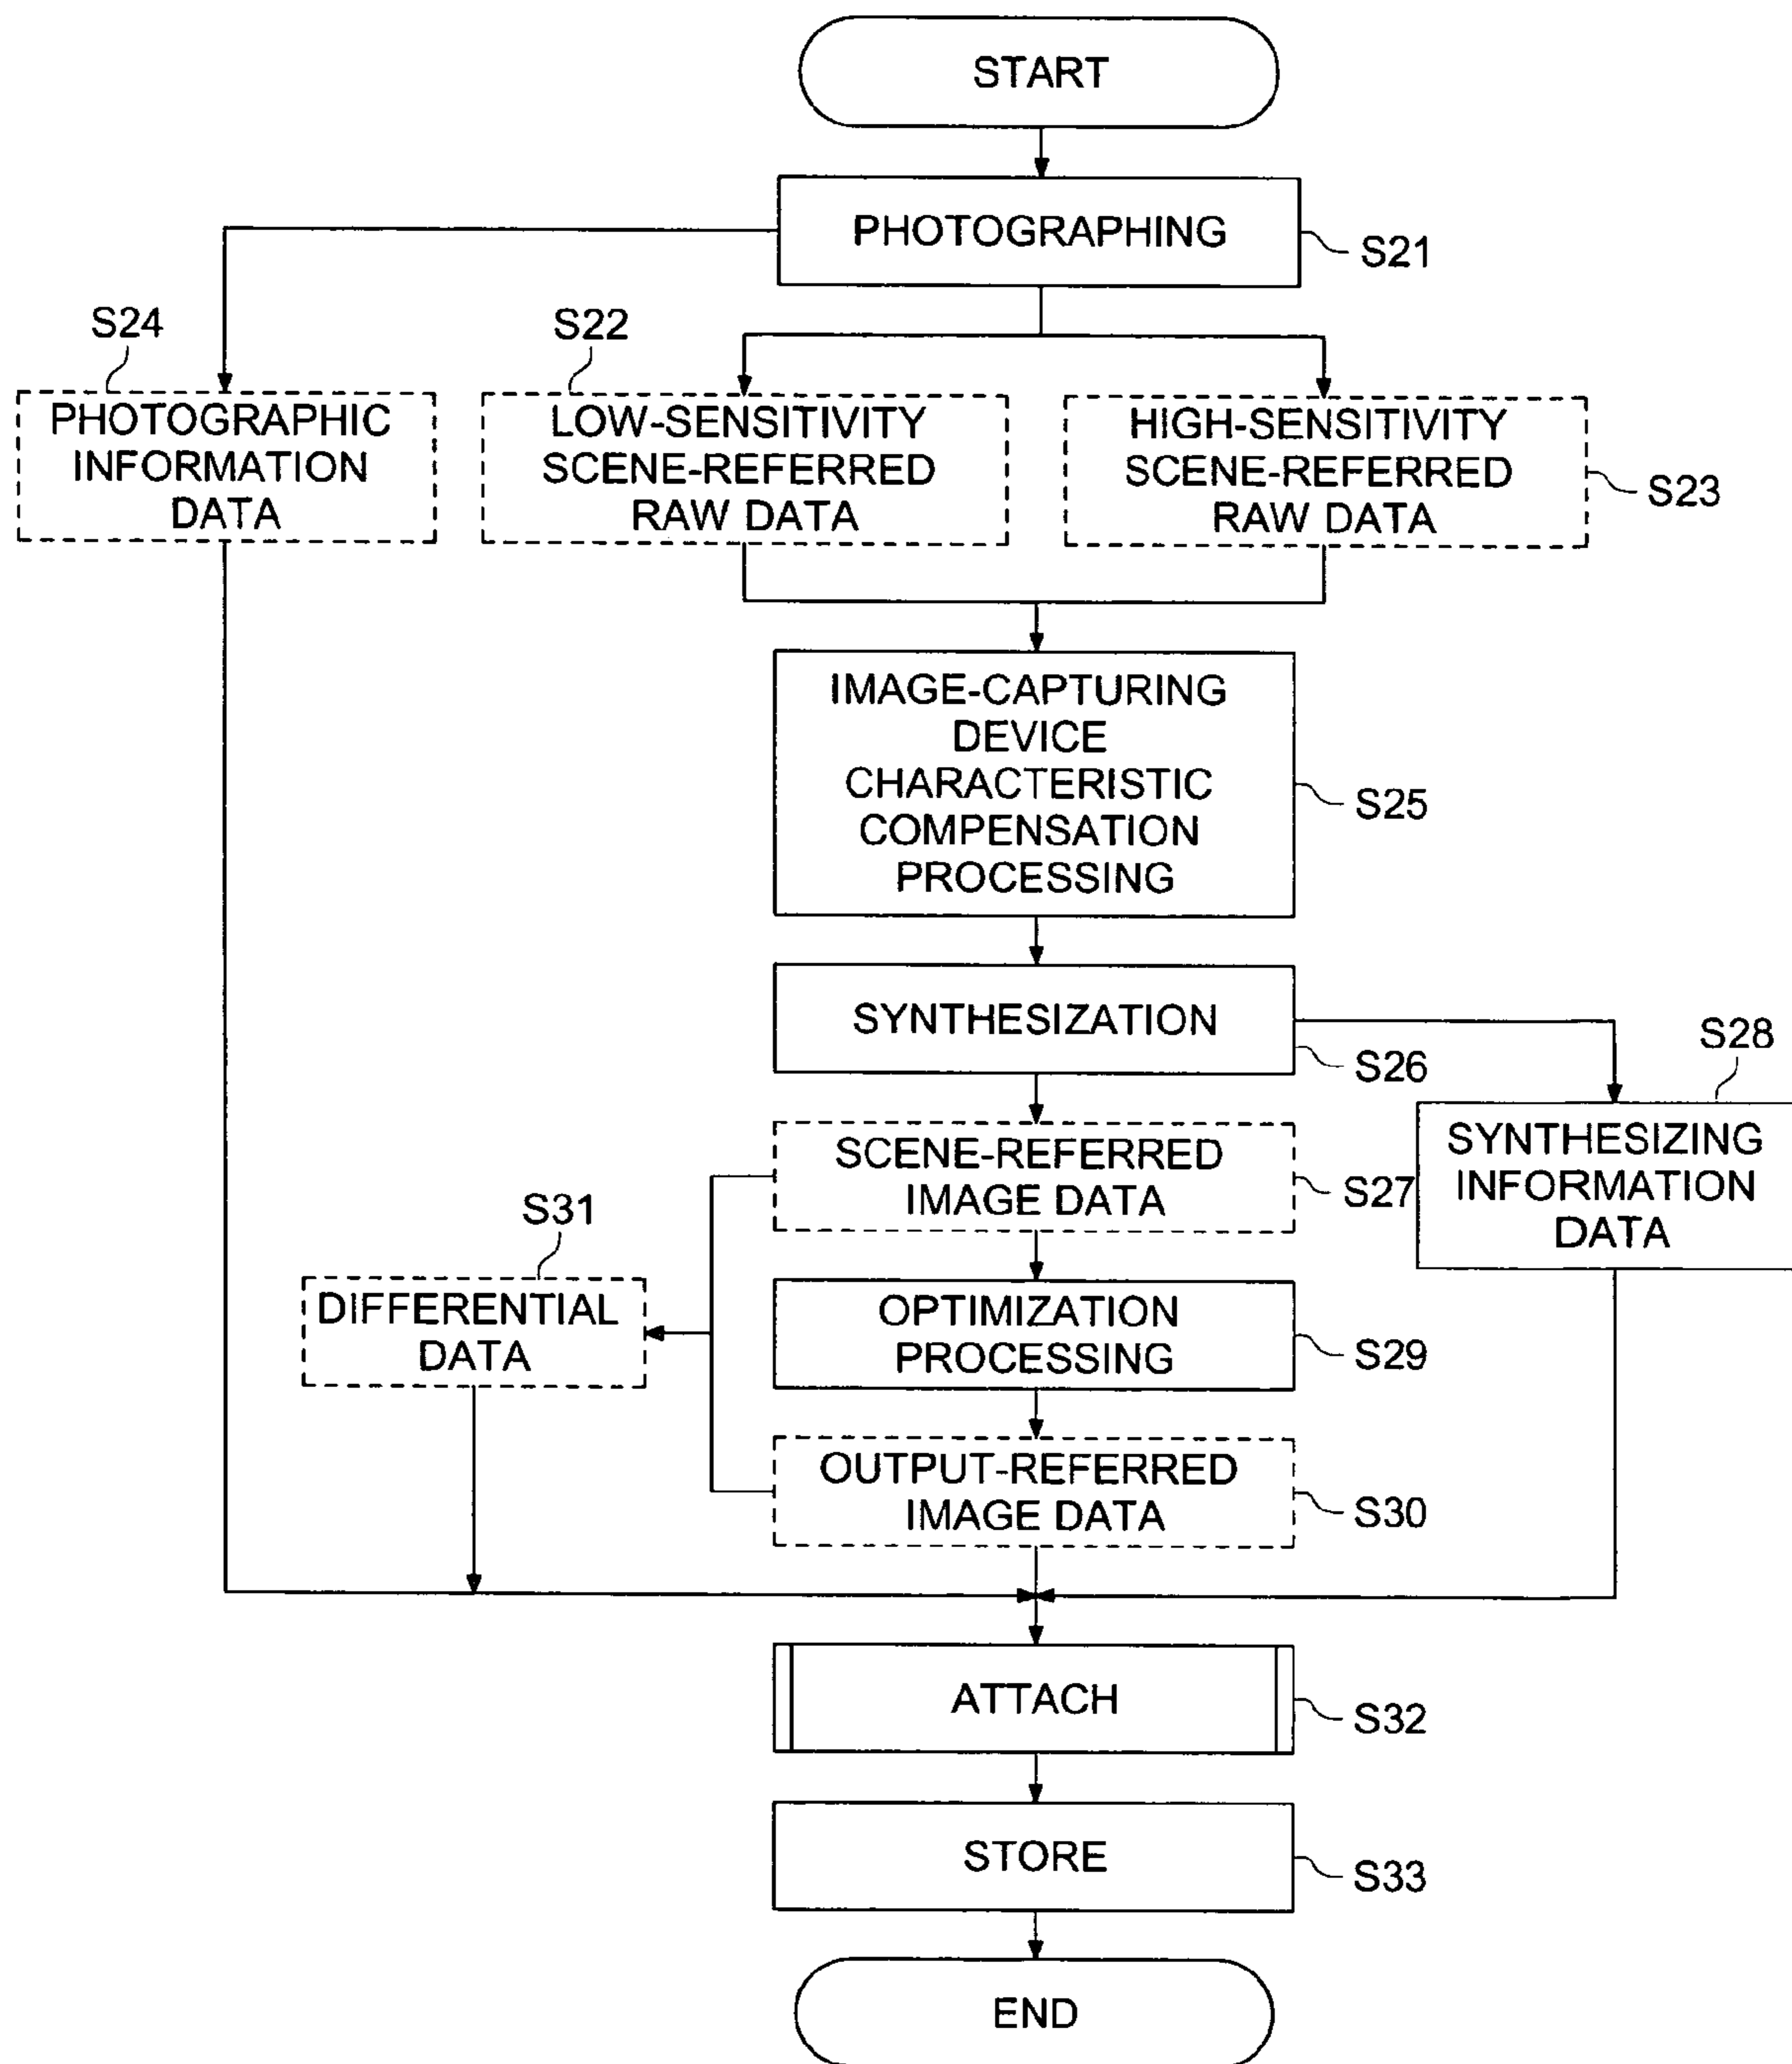 START
PHOTOGRAPHING
S21
S24
PHOTOGRAPHIC
INFORMATION
DATA
S22
LOW-SENSITIVITY
SCENE-REFERRED
RAW DATA
HIGH-SENSITIVITY
SCENE-REFERRED
RAW DATA
S23
IMAGE-CAPTURING
DEVICE
CHARACTERISTIC
COMPENSATION
PROCESSING
S25
SYNTHESIZATION
S26
S28
SYNTHESIZING
INFORMATION
DATA
SCENE-REFERRED
IMAGE DATA
S27
S31
DIFFERENTIAL
DATA
OPTIMIZATION
PROCESSING
S29
OUTPUT-REFERRED
IMAGE DATA
S30
ATTACH
S32
STORE
S33
END